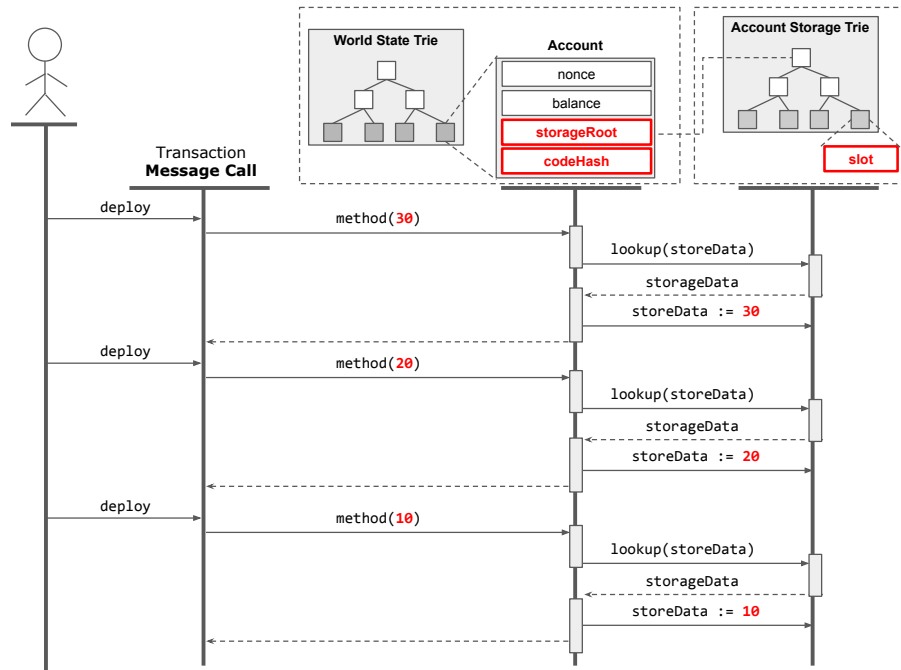 World State Trie
Account
nonce
balance
storageRoot
codeHash
Account Storage Trie
slot
Transaction
Message Call
deploy
method(30)
lookup(storeData)
storageData
storeData := 30
deploy
method(20)
lookup(storeData)
storageData
storeData := 20
deploy
method(10)
lookup(storeData)
storageData
storeData := 10